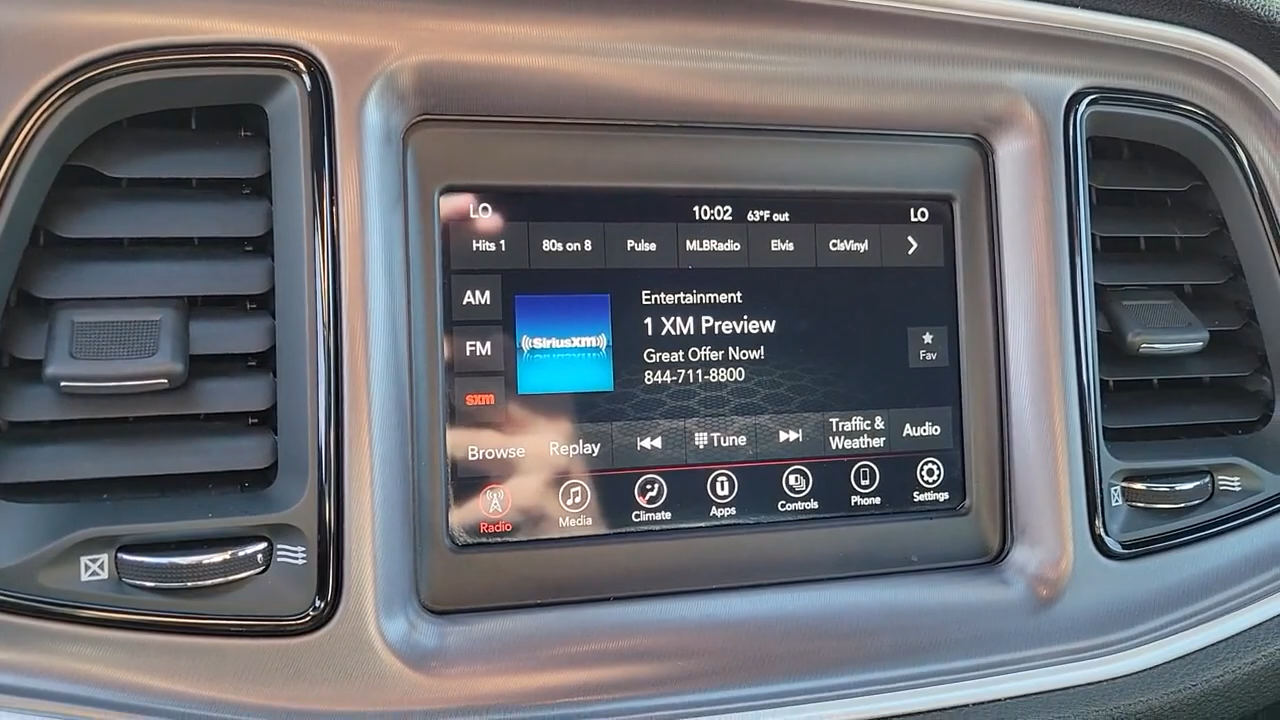 LO 10:02 63°F out LO
Hits 1 80s on 8 Pulse MLBRadio Elvis ClsVinyl
AM
FM
sxm
((SiriusXM))
Entertainment
1 XM Preview
Great Offer Now!
844-711-8800
Fav
Browse Replay Tune Traffic & Weather Audio
Radio Media Climate Apps Controls Phone Settings